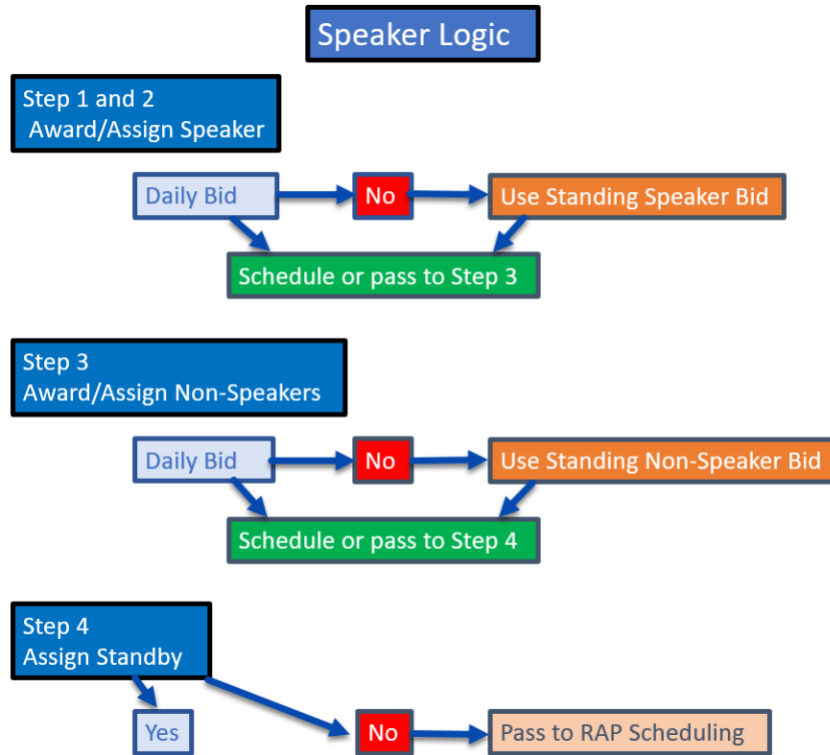 Speaker Logic
Step 1 and 2
Award/Assign Speaker
Daily Bid
No
Use Standing Speaker Bid
Schedule or pass to Step 3
Step 3
Award/Assign Non-Speakers
Daily Bid
No
Use Standing Non-Speaker Bid
Schedule or pass to Step 4
Step 4
Assign Standby
Yes
No
Pass to RAP Scheduling